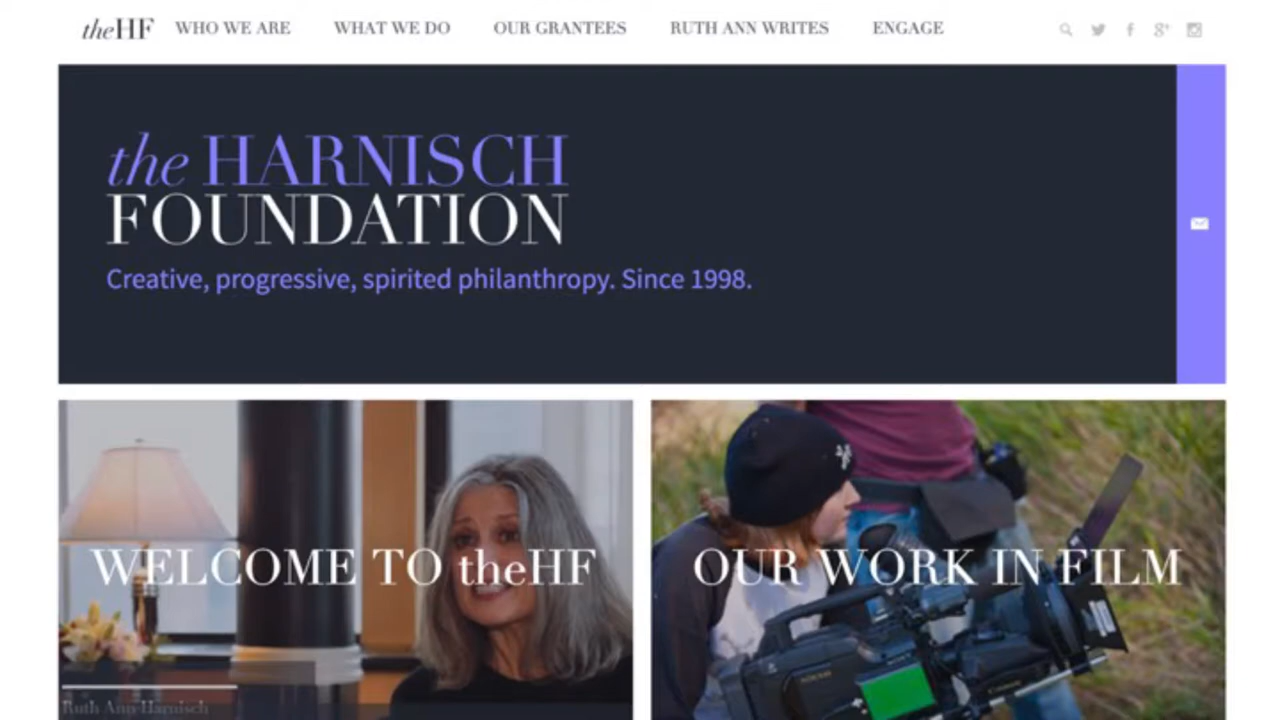 theHF WHO WE ARE WHAT WE DO OUR GRANTEES RUTH ANN WRITES ENGAGE
the HARNISCH
FOUNDATION
Creative, progressive, spirited philanthropy. Since 1998.
WELCOME TO theHF
OUR WORK IN FILM
Ruth Ann Harnisch